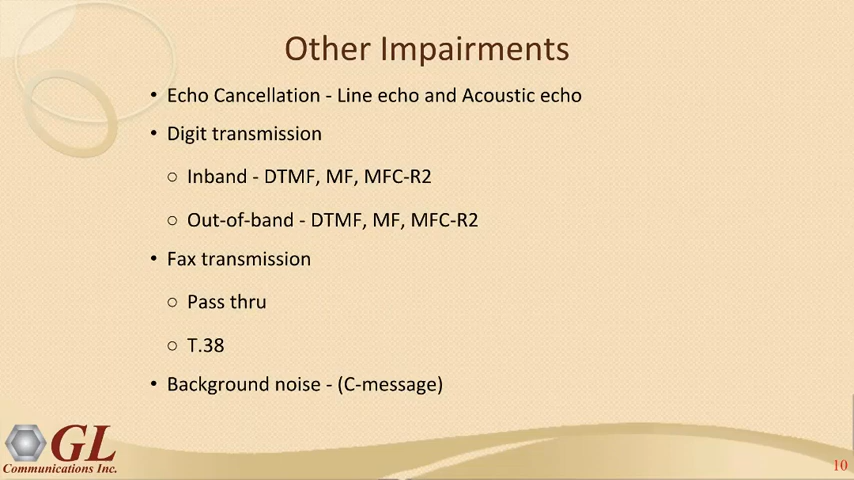 Other Impairments
• Echo Cancellation - Line echo and Acoustic echo
• Digit transmission
○ Inband - DTMF, MF, MFC-R2
○ Out-of-band - DTMF, MF, MFC-R2
• Fax transmission
○ Pass thru
○ T.38
• Background noise - (C-message)
GL
Communications Inc.
10